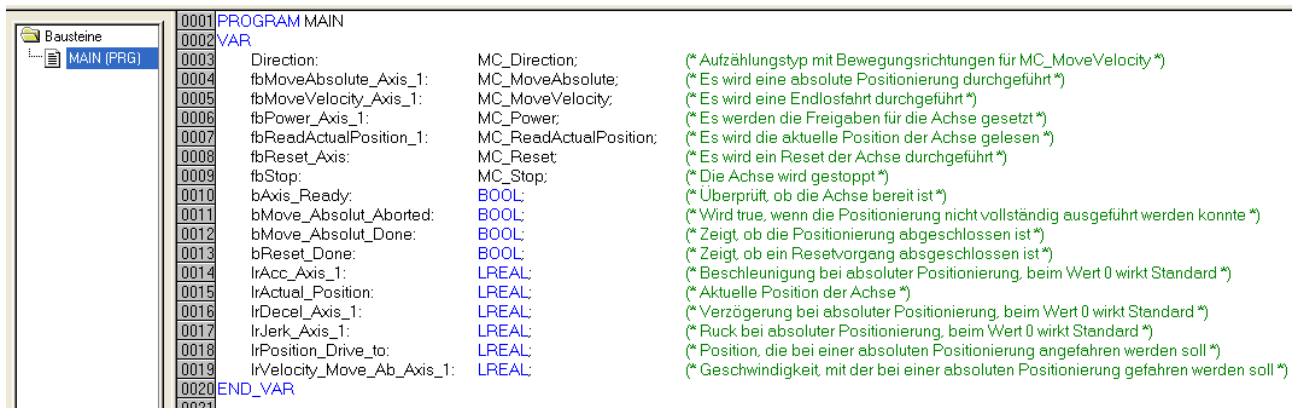 Bausteine
MAIN (PRG)
0001 PROGRAM MAIN
0002 VAR
0003 Direction: MC_Direction; (* Aufzählungstyp mit Bewegungsrichtungen für MC_MoveVelocity *)
0004 fbMoveAbsolute_Axis_1: MC_MoveAbsolute; (* Es wird eine absolute Positionierung durchgeführt *)
0005 fbMoveVelocity_Axis_1: MC_MoveVelocity; (* Es wird eine Endlosfahrt durchgeführt *)
0006 fbPower_Axis_1: MC_Power; (* Es werden die Freigaben für die Achse gesetzt *)
0007 fbReadActualPosition_1: MC_ReadActualPosition; (* Es wird die aktuelle Position der Achse gelesen *)
0008 fbReset_Axis: MC_Reset; (* Es wird ein Reset der Achse durchgeführt *)
0009 fbStop: MC_Stop; (* Die Achse wird gestoppt *)
0010 bAxis_Ready: BOOL; (* Überprüft, ob die Achse bereit ist *)
0011 bMove_Absolut_Aborted: BOOL; (* Wird true, wenn die Positionierung nicht vollständig ausgeführt werden konnte *)
0012 bMove_Absolut_Done: BOOL; (* Zeigt, ob die Positionierung abgeschlossen ist *)
0013 bReset_Done: BOOL; (* Zeigt, ob ein Resetvorgang absgeschlossen ist *)
0014 lrAcc_Axis_1: LREAL; (* Beschleunigung bei absoluter Positionierung, beim Wert 0 wirkt Standard *)
0015 lrActual_Position: LREAL; (* Aktuelle Position der Achse *)
0016 lrDecel_Axis_1: LREAL; (* Verzögerung bei absoluter Positionierung, beim Wert 0 wirkt Standard *)
0017 lrJerk_Axis_1: LREAL; (* Ruck bei absoluter Positionierung, beim Wert 0 wirkt Standard *)
0018 lrPosition_Drive_to: LREAL; (* Position, die bei einer absoluten Positionierung angefahren werden soll *)
0019 lrVelocity_Move_Ab_Axis_1: LREAL; (* Geschwindigkeit, mit der bei einer absoluten Positionierung gefahren werden soll *)
0020 END_VAR
0021